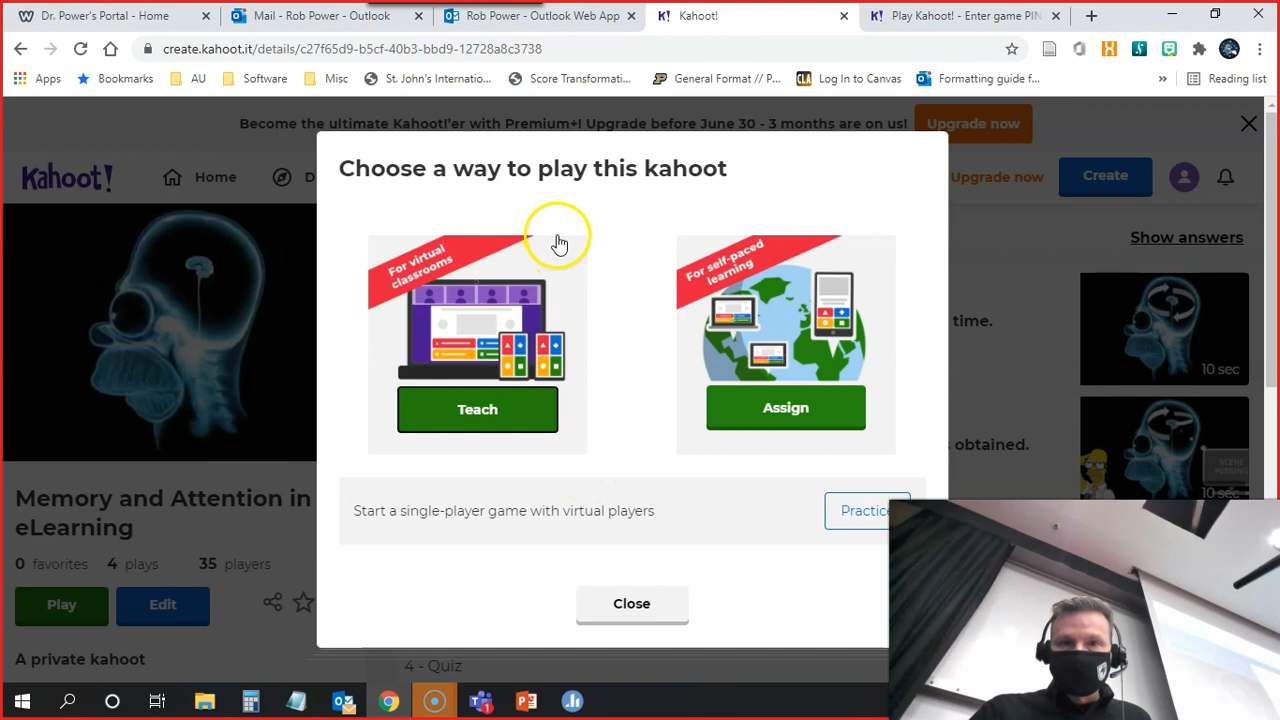 Dr. Power's Portal - Home
Mail - Rob Power - Outlook
Rob Power - Outlook Web App
Kahoot!
Play Kahoot! - Enter game PIN
create.kahoot.it/details/c27f65d9-b5cf-40b3-bbd9-12728a8c3738
Apps
Bookmarks
AU
Software
Misc
St. John's Internatio...
Score Transformati...
General Format // P...
Log In to Canvas
Formatting guide f...
»
Reading list
Become the ultimate Kahoot!'er with Premium+! Upgrade before June 30 - 3 months are on us!
Upgrade now
Kahoot!
Home
D
Upgrade now
Create
Choose a way to play this kahoot
Show answers
For virtual
classrooms
For self-paced
learning
time.
10 sec
Teach
Assign
s obtained.
SCENE
MISSING
10 sec
Memory and Attention in
eLearning
Start a single-player game with virtual players
Practice
0 favorites 4 plays 35 players
Play
Edit
Close
A private kahoot
4 - Quiz